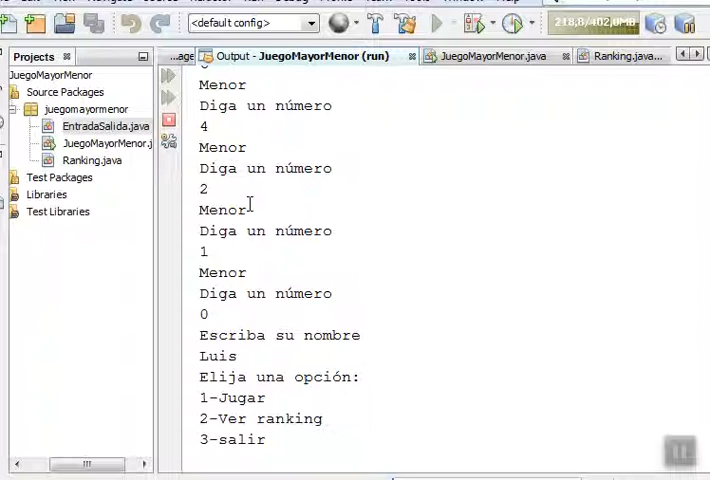 <default config>
218,8/402,0MB
Projects
...age
Output - JuegoMayorMenor (run)
JuegoMayorMenor.java
Ranking.java...
JuegoMayorMenor
Source Packages
juegomayormenor
EntradaSalida.java
JuegoMayorMenor.j
Ranking.java
Test Packages
Libraries
Test Libraries
Menor
Diga un número
4
Menor
Diga un número
2
Menor
Diga un número
1
Menor
Diga un número
0
Escriba su nombre
Luis
Elija una opción:
1-Jugar
2-Ver ranking
3-salir